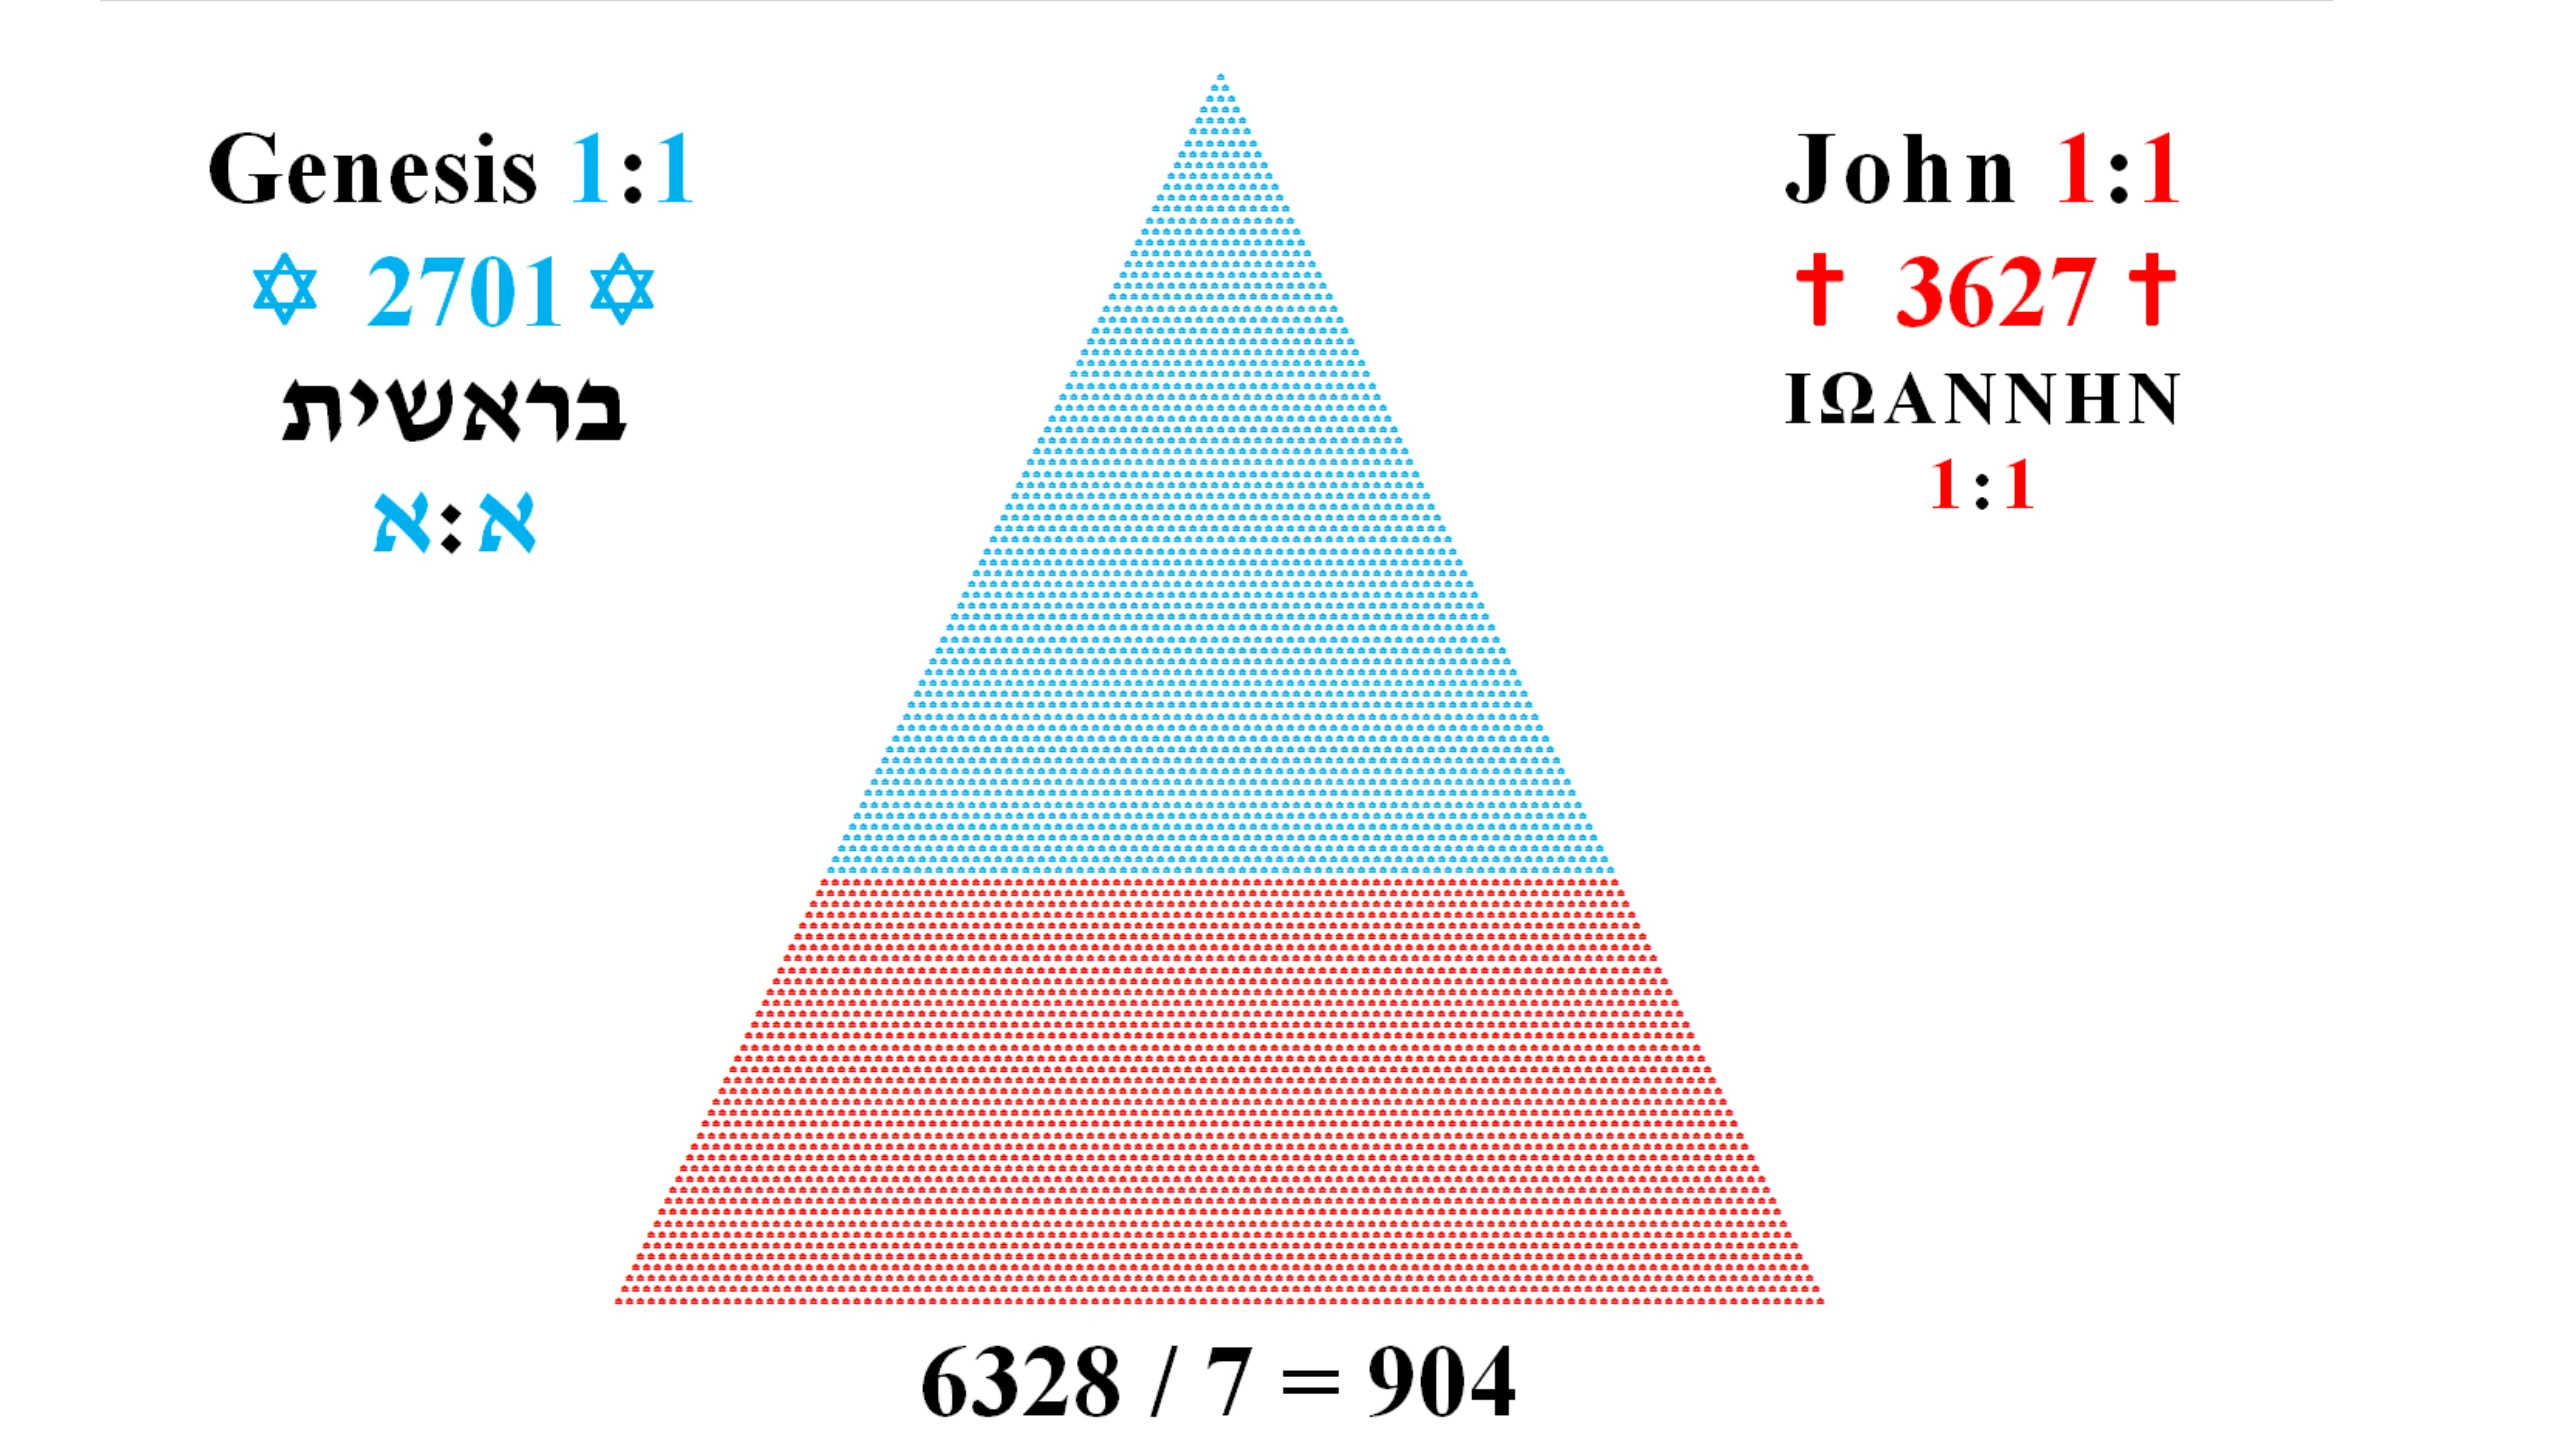 Genesis 1:1
✡ 2701 ✡
בראשית
א:א
John 1:1
✝ 3627 ✝
ΙΩΑΝΝΗΝ
1:1
6328 / 7 = 904